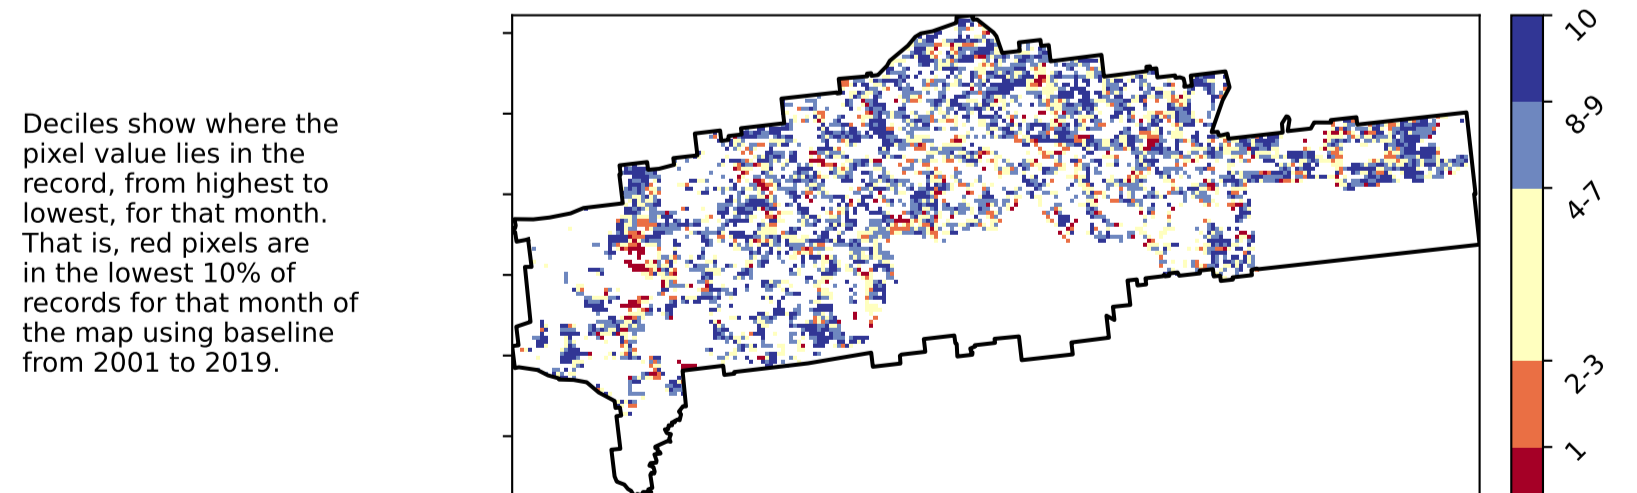 Deciles show where the
pixel value lies in the
record, from highest to
lowest, for that month.
That is, red pixels are
in the lowest 10% of
records for that month of
the map using baseline
from 2001 to 2019.
10
8-9
4-7
2-3
1